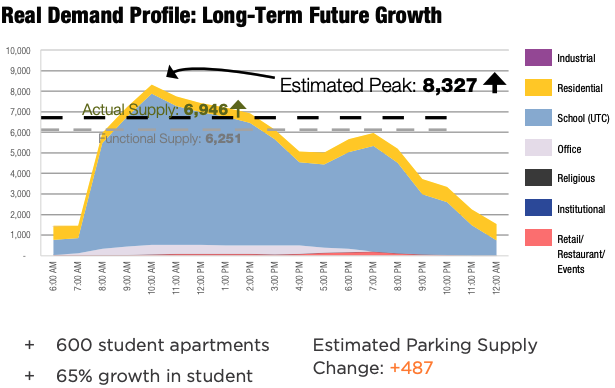 Real Demand Profile: Long-Term Future Growth
10,000
9,000
8,000
7,000
6,000
5,000
4,000
3,000
2,000
1,000
-
Estimated Peak: 8,327
Actual Supply: 6,946
Functional Supply: 6,251
6:00 AM
7:00 AM
8:00 AM
9:00 AM
10:00 AM
11:00 AM
12:00 PM
1:00 PM
2:00 PM
3:00 PM
4:00 PM
5:00 PM
6:00 PM
7:00 PM
8:00 PM
9:00 PM
10:00 PM
11:00 PM
12:00 AM
Industrial
Residential
School (UTC)
Office
Religious
Institutional
Retail/
Restaurant/
Events
+ 600 student apartments
+ 65% growth in student
Estimated Parking Supply
Change: +487